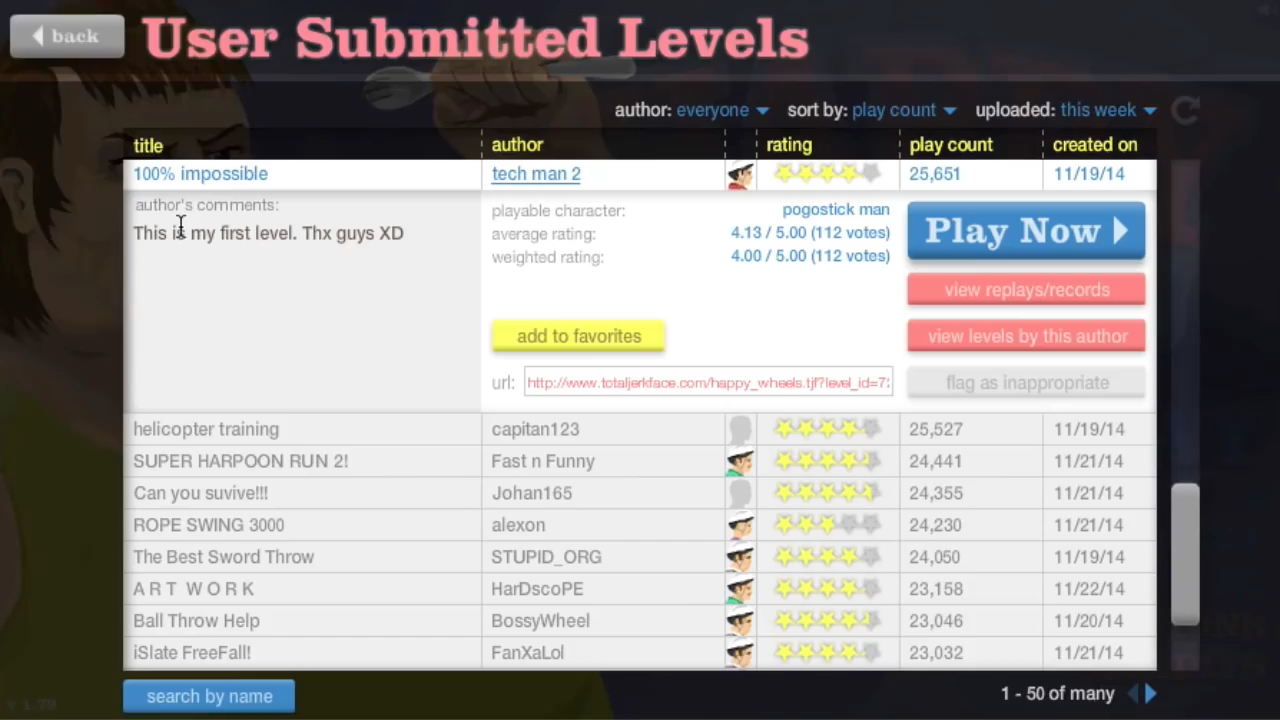 back
User Submitted Levels
author: everyone sort by: play count uploaded: this week
title author rating play count created on
100% impossible tech man 2 25,651 11/19/14
author's comments:
This is my first level. Thx guys XD
playable character: pogostick man
average rating: 4.13 / 5.00 (112 votes)
weighted rating: 4.00 / 5.00 (112 votes)
Play Now
view replays/records
add to favorites
view levels by this author
url: http://www.totaljerkface.com/happy_wheels.tjf?level_id=7
flag as inappropriate
helicopter training capitan123 25,527 11/19/14
SUPER HARPOON RUN 2! Fast n Funny 24,441 11/21/14
Can you suvive!!! Johan165 24,355 11/21/14
ROPE SWING 3000 alexon 24,230 11/21/14
The Best Sword Throw STUPID_ORG 24,050 11/19/14
A R T W O R K HarDscoPE 23,158 11/22/14
Ball Throw Help BossyWheel 23,046 11/20/14
iSlate FreeFall! FanXaLol 23,032 11/21/14
search by name
1 - 50 of many